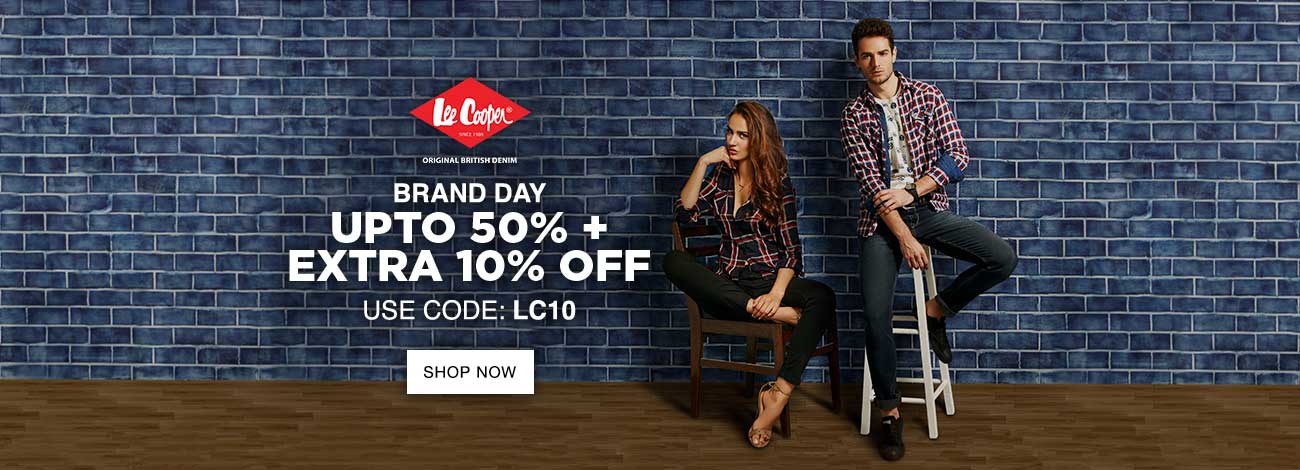 Lee Cooper®
SINCE 1908
ORIGINAL BRITISH DENIM
BRAND DAY
UPTO 50% +
EXTRA 10% OFF
USE CODE: LC10
SHOP NOW